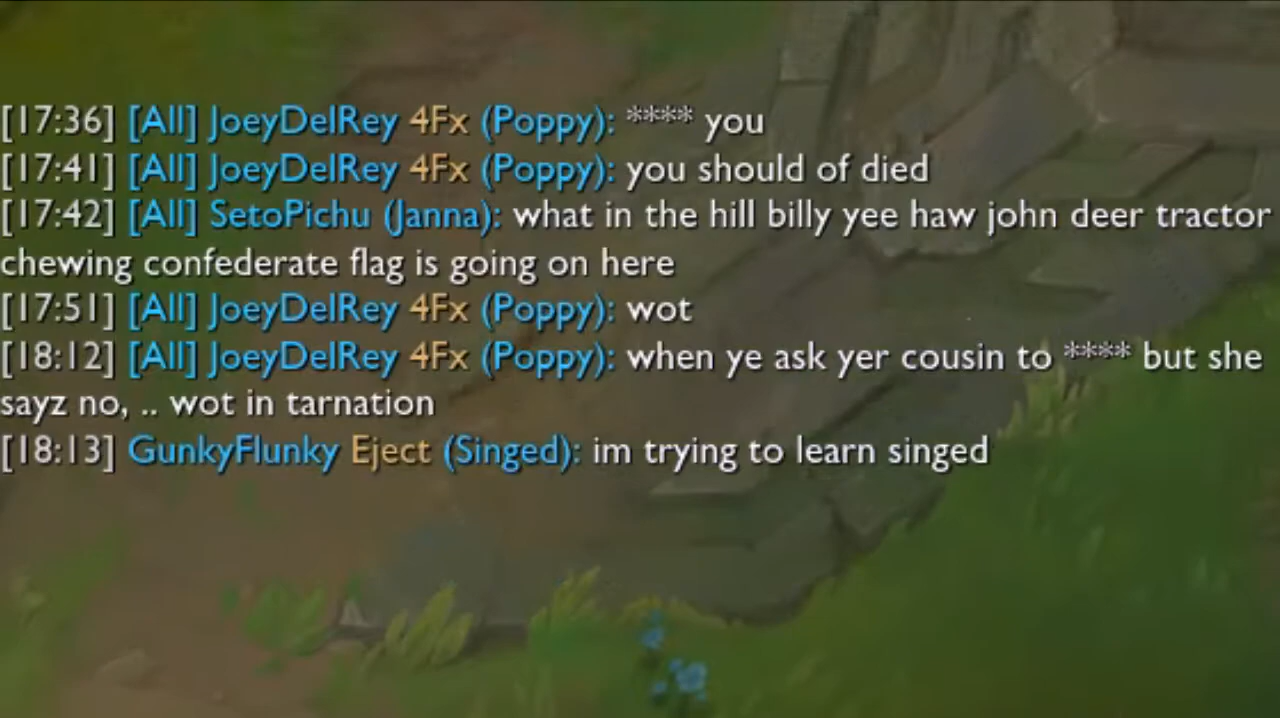 [17:36] [All] JoeyDelRey 4Fx (Poppy): **** you
[17:41] [All] JoeyDelRey 4Fx (Poppy): you should of died
[17:42] [All] SetoPichu (Janna): what in the hill billy yee haw john deer tractor
chewing confederate flag is going on here
[17:51] [All] JoeyDelRey 4Fx (Poppy): wot
[18:12] [All] JoeyDelRey 4Fx (Poppy): when ye ask yer cousin to **** but she
sayz no, .. wot in tarnation
[18:13] GunkyFlunky Eject (Singed): im trying to learn singed